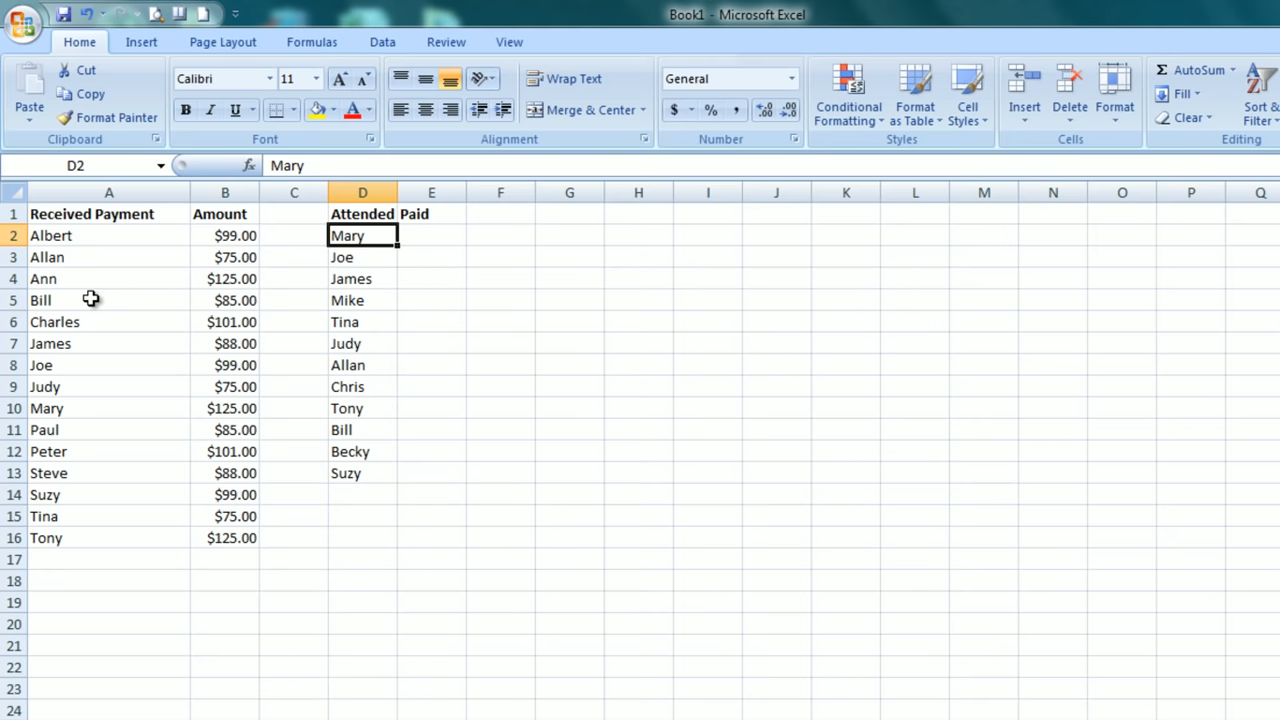 Book1 - Microsoft Excel
Home Insert Page Layout Formulas Data Review View
Paste Cut Calibri 11 A A Wrap Text General Conditional Formatting Format as Table Cell Styles Insert Delete Format Σ AutoSum Sort & Filter
Copy Fill
Format Painter B I U A Merge & Center $ % , .0 .00 .00 .0 Clear
Clipboard Font Alignment Number Styles Cells Editing
D2 fx Mary
A B C D E F G H I J K L M N O P Q
1 Received Payment Amount Attended Paid
2 Albert $99.00 Mary
3 Allan $75.00 Joe
4 Ann $125.00 James
5 Bill $85.00 Mike
6 Charles $101.00 Tina
7 James $88.00 Judy
8 Joe $99.00 Allan
9 Judy $75.00 Chris
10 Mary $125.00 Tony
11 Paul $85.00 Bill
12 Peter $101.00 Becky
13 Steve $88.00 Suzy
14 Suzy $99.00
15 Tina $75.00
16 Tony $125.00
17
18
19
20
21
22
23
24